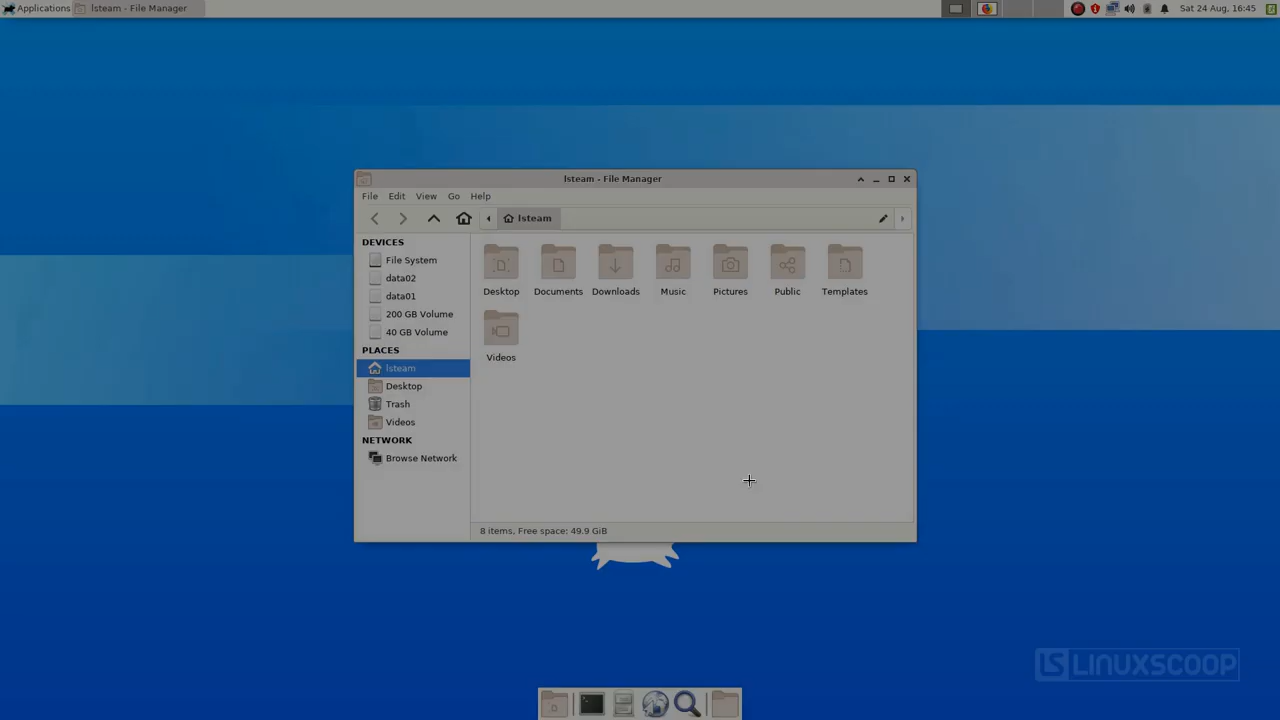 Applications lsteam - File Manager Sat 24 Aug, 16:45
lsteam - File Manager
File Edit View Go Help
lsteam
DEVICES
File System
data02
data01
200 GB Volume
40 GB Volume
PLACES
lsteam
Desktop
Trash
Videos
NETWORK
Browse Network
Desktop Documents Downloads Music Pictures Public Templates
Videos
8 items, Free space: 49.9 GiB
LS LINUXSCOOP